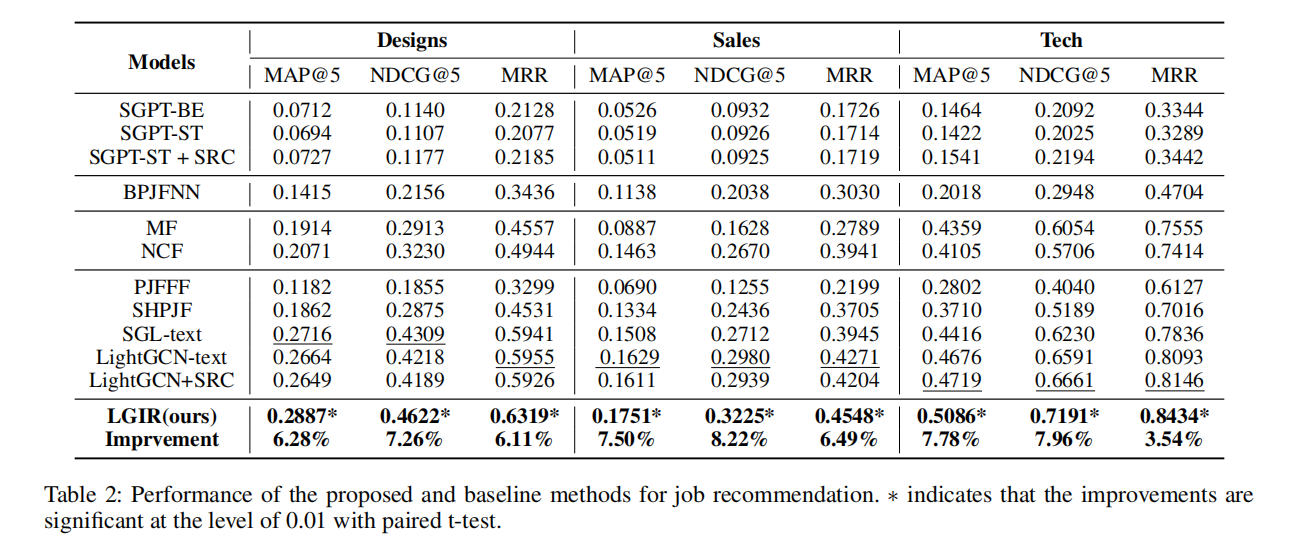 Models Designs Sales Tech
MAP@5 NDCG@5 MRR MAP@5 NDCG@5 MRR MAP@5 NDCG@5 MRR
SGPT-BE 0.0712 0.1140 0.2128 0.0526 0.0932 0.1726 0.1464 0.2092 0.3344
SGPT-ST 0.0694 0.1107 0.2077 0.0519 0.0926 0.1714 0.1422 0.2025 0.3289
SGPT-ST + SRC 0.0727 0.1177 0.2185 0.0511 0.0925 0.1719 0.1541 0.2194 0.3442
BPJFNN 0.1415 0.2156 0.3436 0.1138 0.2038 0.3030 0.2018 0.2948 0.4704
MF 0.1914 0.2913 0.4557 0.0887 0.1628 0.2789 0.4359 0.6054 0.7555
NCF 0.2071 0.3230 0.4944 0.1463 0.2670 0.3941 0.4105 0.5706 0.7414
PJFFF 0.1182 0.1855 0.3299 0.0690 0.1255 0.2199 0.2802 0.4040 0.6127
SHPJF 0.1862 0.2875 0.4531 0.1334 0.2436 0.3705 0.3710 0.5189 0.7016
SGL-text 0.2716 0.4309 0.5941 0.1508 0.2712 0.3945 0.4416 0.6230 0.7836
LightGCN-text 0.2664 0.4218 0.5955 0.1629 0.2980 0.4271 0.4676 0.6591 0.8093
LightGCN+SRC 0.2649 0.4189 0.5926 0.1611 0.2939 0.4204 0.4719 0.6661 0.8146
LGIR(ours) 0.2887* 0.4622* 0.6319* 0.1751* 0.3225* 0.4548* 0.5086* 0.7191* 0.8434*
Imprvement 6.28% 7.26% 6.11% 7.50% 8.22% 6.49% 7.78% 7.96% 3.54%
Table 2: Performance of the proposed and baseline methods for job recommendation. ∗ indicates that the improvements are
significant at the level of 0.01 with paired t-test.